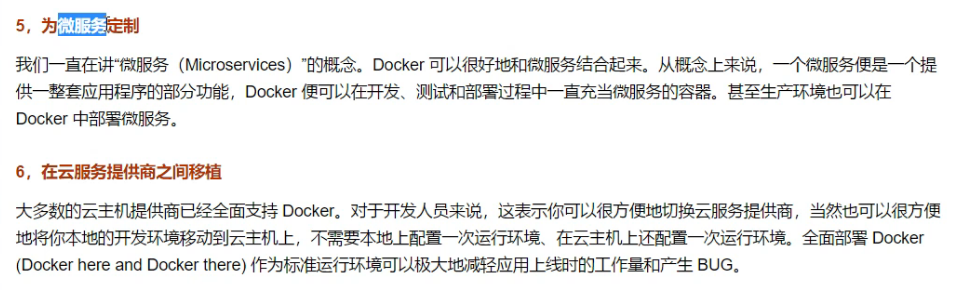 5，为微服务定制
我们一直在讲“微服务（Microservices）”的概念。Docker 可以很好地和微服务结合起来。从概念上来说，一个微服务便是一个提
供一整套应用程序的部分功能，Docker 便可以在开发、测试和部署过程中一直充当微服务的容器。甚至生产环境也可以在
Docker 中部署微服务。
6，在云服务提供商之间移植
大多数的云主机提供商已经全面支持 Docker。对于开发人员来说，这表示你可以很方便地切换云服务提供商，当然也可以很方便
地将你本地的开发环境移动到云主机上，不需要本地上配置一次运行环境、在云主机上还配置一次运行环境。全面部署 Docker
(Docker here and Docker there) 作为标准运行环境可以极大地减轻应用上线时的工作量和产生 BUG。